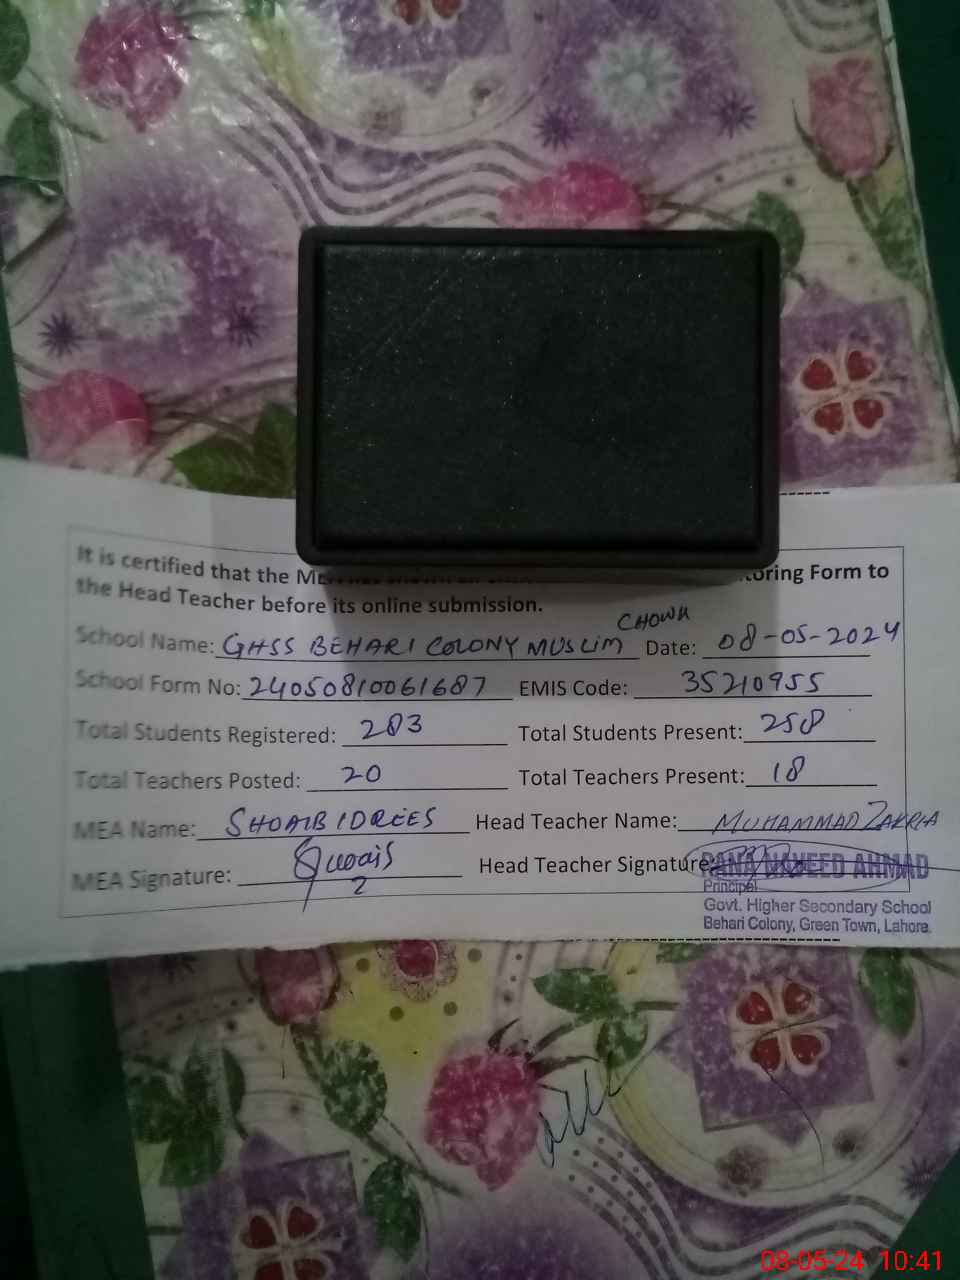 It is certified that the ME
toring Form to
the Head Teacher before its online submission.
School Name: GHSS BEHARI COLONY MUSLIM CHOWK Date: 08-05-2024
School Form No: 24050810061687 EMIS Code: 35210955
Total Students Registered: 283 Total Students Present: 258
Total Teachers Posted: 20 Total Teachers Present: 18
MEA Name: SHOAIB IDREES Head Teacher Name: MUHAMMAD ZAKRIA
MEA Signature: Head Teacher Signature:
RANA NAVEED AHMAD
Principal
Govt. Higher Secondary School
Behari Colony, Green Town, Lahore.
08-05-24 10:41